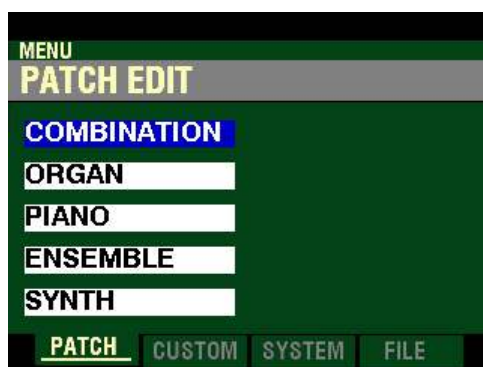 MENU
PATCH EDIT
COMBINATION
ORGAN
PIANO
ENSEMBLE
SYNTH
PATCH CUSTOM SYSTEM FILE